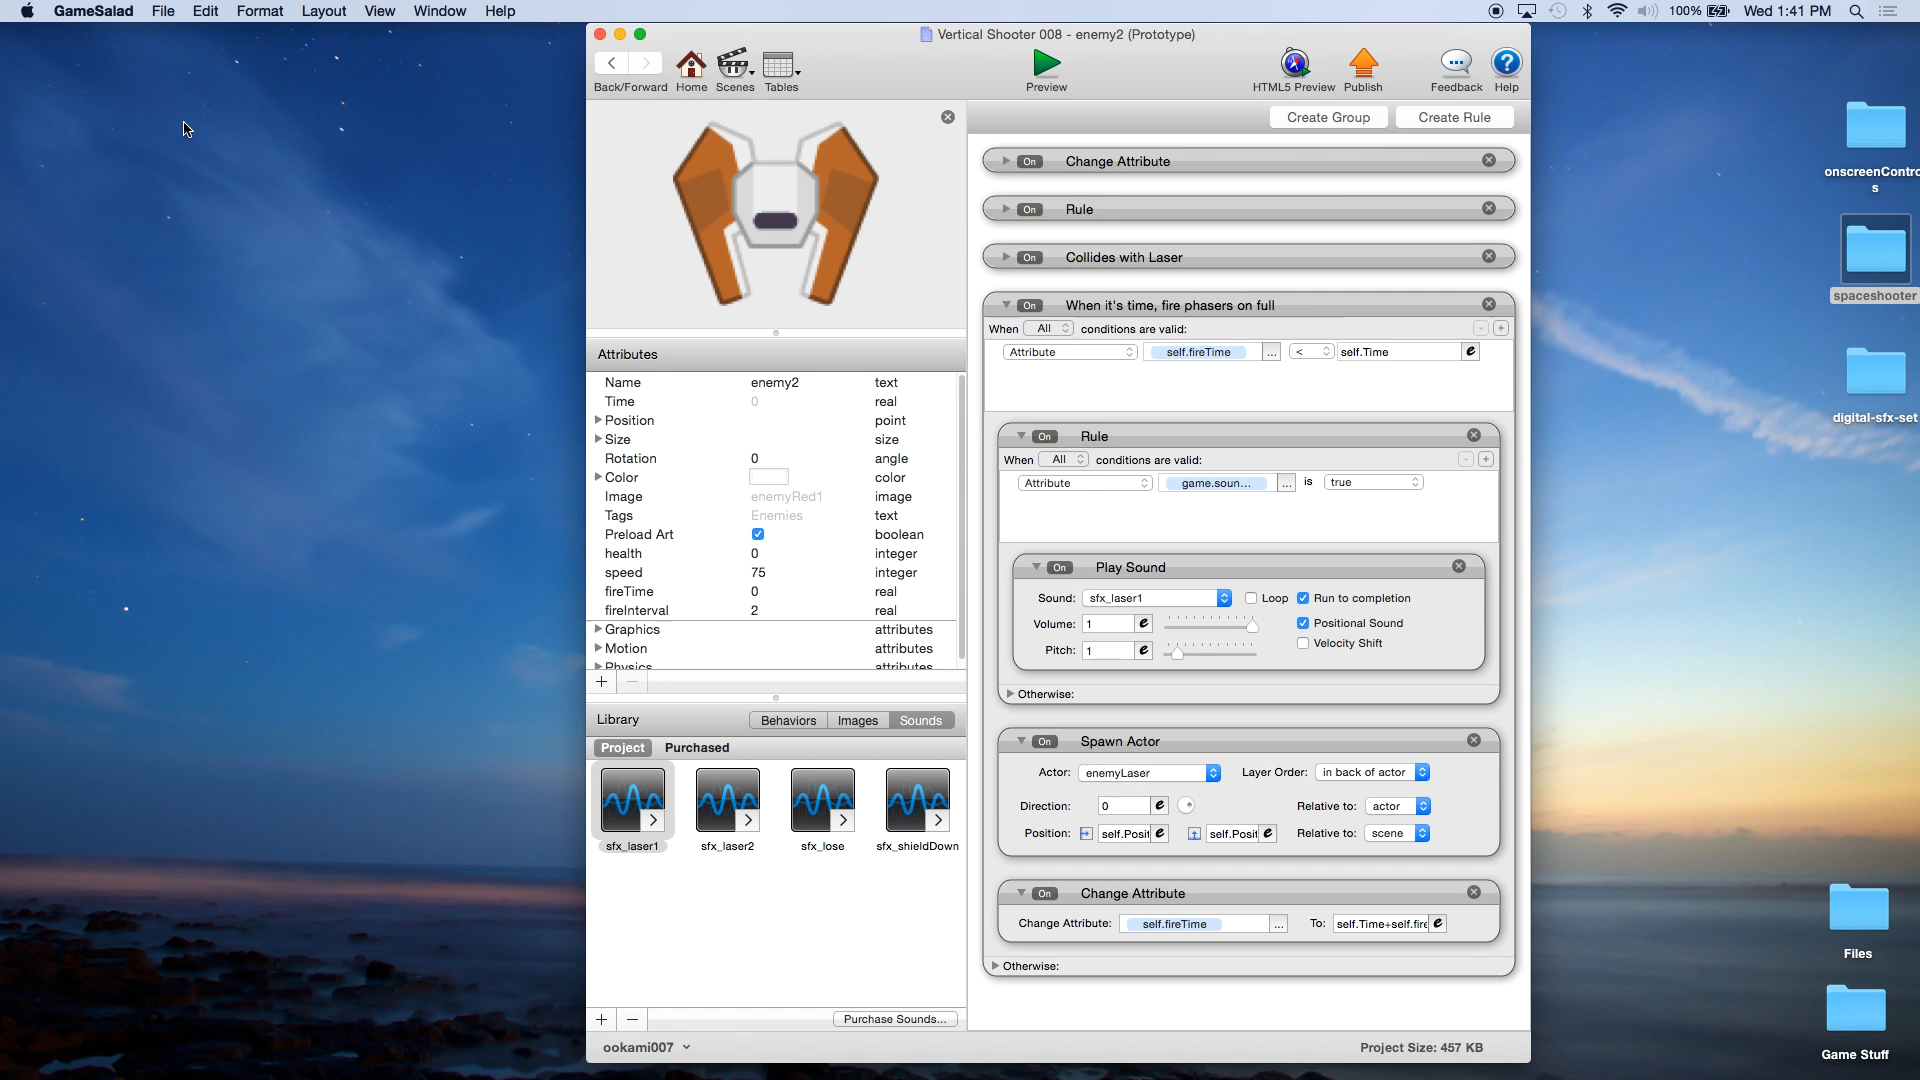 GameSalad File Edit Format Layout View Window Help
100% Wed 1:41 PM
Vertical Shooter 008 - enemy2 (Prototype)
Back/Forward Home Scenes Tables Preview HTML5 Preview Publish Feedback Help
Create Group Create Rule
On Change Attribute
On Rule
On Collides with Laser
On When it's time, fire phasers on full
When All conditions are valid:
Attribute self.fireTime ... < self.Time e
On Rule
When All conditions are valid:
Attribute game.soun... ... is true
On Play Sound
Sound: sfx_laser1 Loop Run to completion
Volume: 1 e Positional Sound
Pitch: 1 e Velocity Shift
Otherwise:
On Spawn Actor
Actor: enemyLaser Layer Order: in back of actor
Direction: 0 e Relative to: actor
Position: self.Posit e self.Posit e Relative to: scene
On Change Attribute
Change Attribute: self.fireTime ... To: self.Time+self.fire e
Otherwise:
Attributes
Name enemy2 text
Time 0 real
Position point
Size size
Rotation 0 angle
Color color
Image enemyRed1 image
Tags Enemies text
Preload Art boolean
health 0 integer
speed 75 integer
fireTime 0 real
fireInterval 2 real
Graphics attributes
Motion attributes
Physics attributes
Library Behaviors Images Sounds
Project Purchased
sfx_laser1 sfx_laser2 sfx_lose sfx_shieldDown
Purchase Sounds...
ookami007 Project Size: 457 KB
onscreenContro
s
spaceshooter
digital-sfx-set
Files
Game Stuff